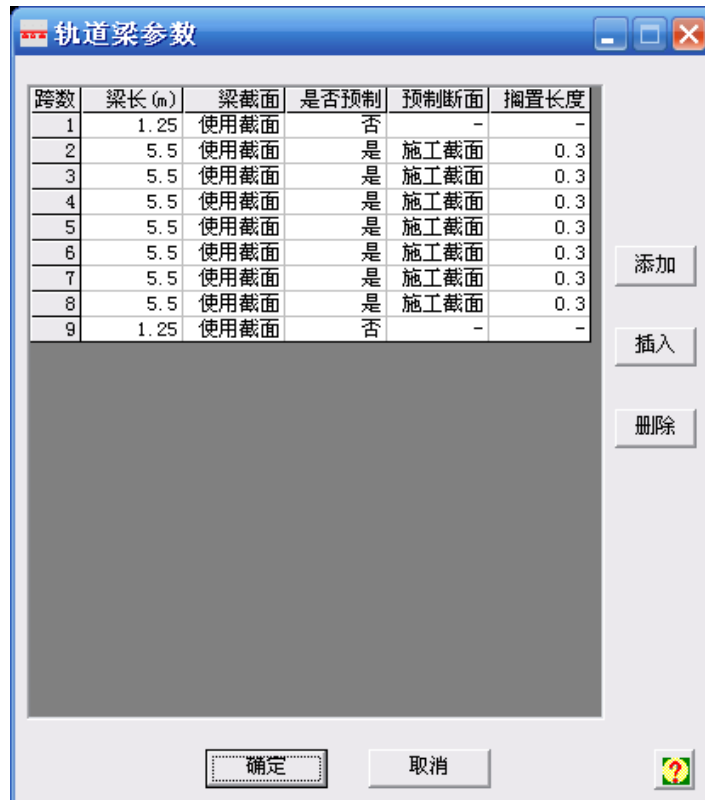 轨道梁参数
跨数 梁长(m) 梁截面 是否预制 预制断面 搁置长度
1 1.25 使用截面 否 - -
2 5.5 使用截面 是 施工截面 0.3
3 5.5 使用截面 是 施工截面 0.3
4 5.5 使用截面 是 施工截面 0.3
5 5.5 使用截面 是 施工截面 0.3
6 5.5 使用截面 是 施工截面 0.3
7 5.5 使用截面 是 施工截面 0.3
8 5.5 使用截面 是 施工截面 0.3
9 1.25 使用截面 否 - -
添加
插入
删除
确定 取消 ?